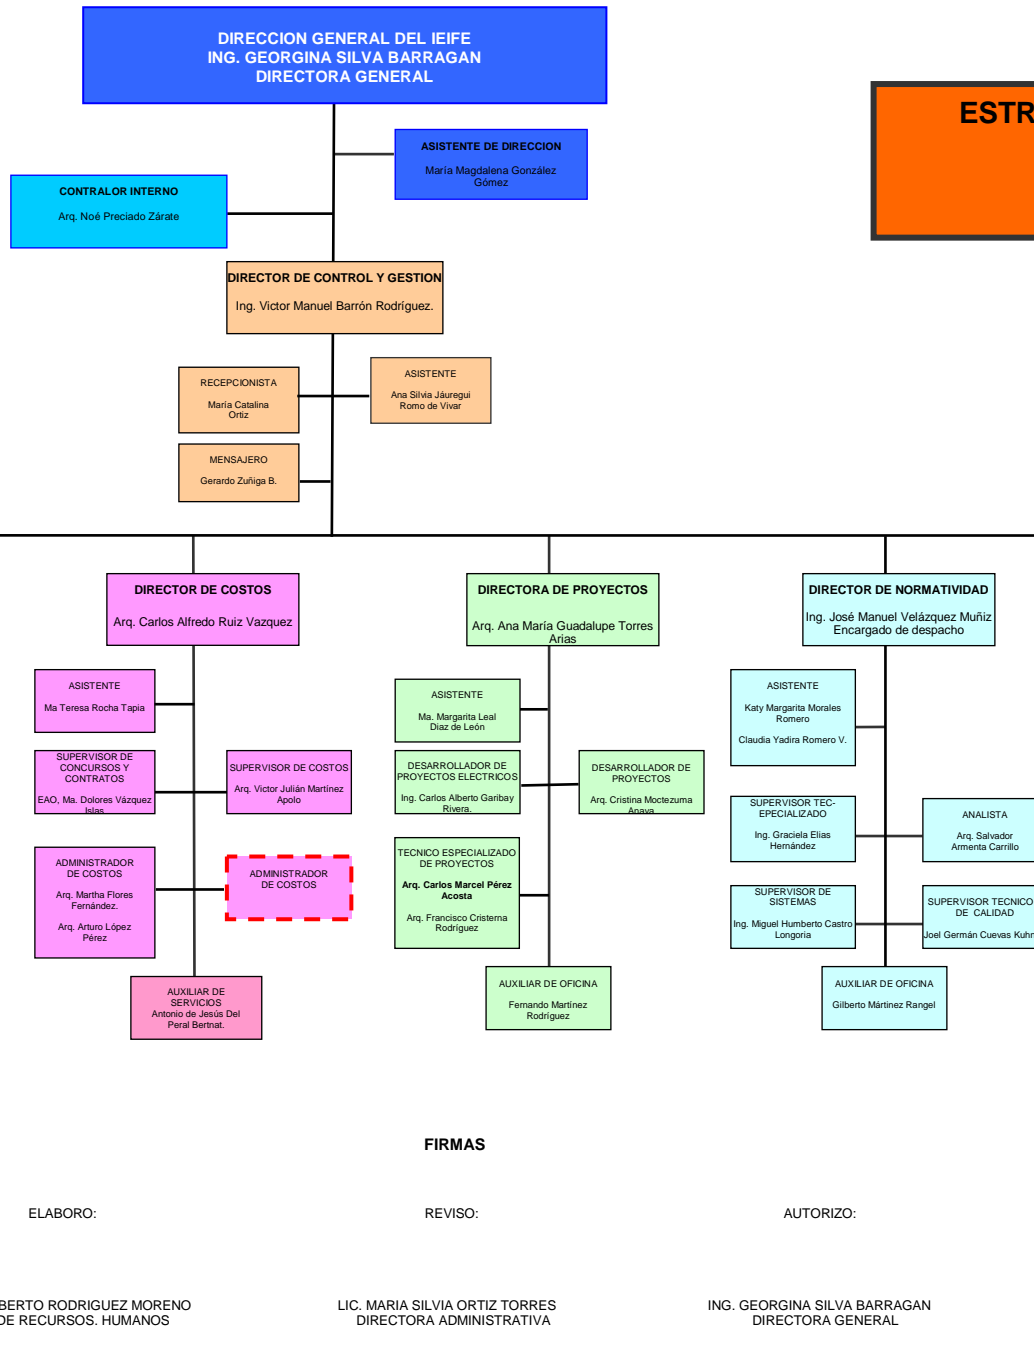 DIRECCION GENERAL DEL IEIFE
ING. GEORGINA SILVA BARRAGAN
DIRECTORA GENERAL
ESTR
ASISTENTE DE DIRECCION
María Magdalena González
Gómez
CONTRALOR INTERNO
Arq. Noé Preciado Zárate
DIRECTOR DE CONTROL Y GESTION
Ing. Victor Manuel Barrón Rodríguez.
RECEPCIONISTA
María Catalina
Ortiz
ASISTENTE
Ana Silvia Jáuregui
Romo de Vivar
MENSAJERO
Gerardo Zuñiga B.
DIRECTOR DE COSTOS
Arq. Carlos Alfredo Ruiz Vazquez
ASISTENTE
Ma Teresa Rocha Tapia
SUPERVISOR DE
CONCURSOS Y
CONTRATOS
EAO, Ma. Dolores Vázquez
Islas
SUPERVISOR DE COSTOS
Arq. Victor Julián Martínez
Apolo
ADMINISTRADOR
DE COSTOS
Arq. Martha Flores
Fernández.
Arq. Arturo López
Pérez
ADMINISTRADOR
DE COSTOS
AUXILIAR DE
SERVICIOS
Antonio de Jesús Del
Peral Bertnat.
DIRECTORA DE PROYECTOS
Arq. Ana María Guadalupe Torres
Arias
ASISTENTE
Ma. Margarita Leal
Diaz de León
DESARROLLADOR DE
PROYECTOS ELECTRICOS
Ing. Carlos Alberto Garibay
Rivera.
DESARROLLADOR DE
PROYECTOS
Arq. Cristina Moctezuma
Anaya
TECNICO ESPECIALIZADO
DE PROYECTOS
Arq. Carlos Marcel Pérez
Acosta
Arq. Francisco Cristerna
Rodríguez
AUXILIAR DE OFICINA
Fernando Martínez
Rodríguez
DIRECTOR DE NORMATIVIDAD
Ing. José Manuel Velázquez Muñiz
Encargado de despacho
ASISTENTE
Katy Margarita Morales
Romero
Claudia Yadira Romero V.
SUPERVISOR TEC-
EPECIALIZADO
Ing. Graciela Elias
Hernández
ANALISTA
Arq. Salvador
Armenta Carrillo
SUPERVISOR DE
SISTEMAS
Ing. Miguel Humberto Castro
Longoria
SUPERVISOR TECNICO
DE CALIDAD
Joel Germán Cuevas Kuhn
AUXILIAR DE OFICINA
Gilberto Mártinez Rangel
FIRMAS
ELABORO:
REVISO:
AUTORIZO:
BERTO RODRIGUEZ MORENO
DE RECURSOS. HUMANOS
LIC. MARIA SILVIA ORTIZ TORRES
DIRECTORA ADMINISTRATIVA
ING. GEORGINA SILVA BARRAGAN
DIRECTORA GENERAL